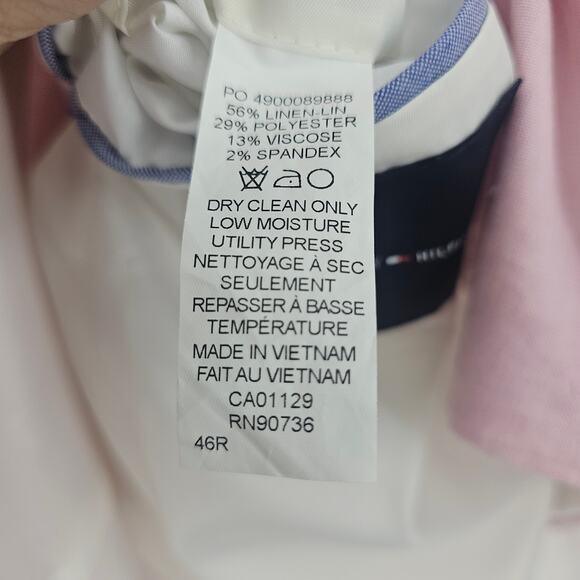 PO 4900089888
56% LINEN-LIN
29% POLYESTER
13% VISCOSE
2% SPANDEX
DRY CLEAN ONLY
LOW MOISTURE
UTILITY PRESS
NETTOYAGE À SEC
SEULEMENT
REPASSER À BASSE
TEMPÉRATURE
MADE IN VIETNAM
FAIT AU VIETNAM
CA01129
RN90736
46R